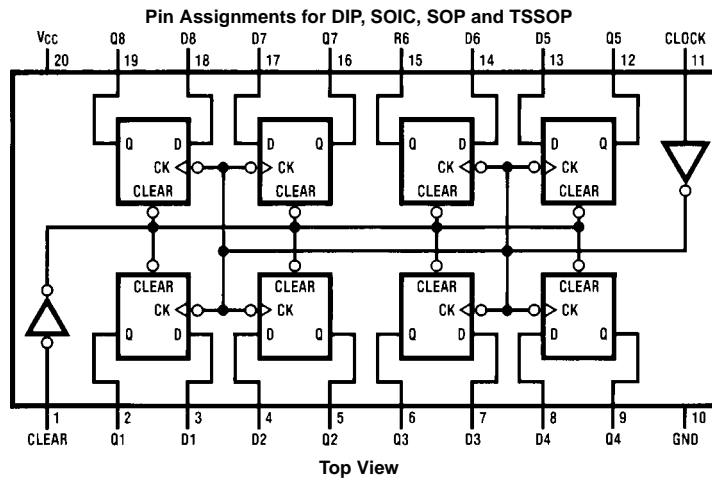 Pin Assignments for DIP, SOIC, SOP and TSSOP
VCC Q8 D8 D7 Q7 R6 D6 D5 Q5 CLOCK
20 19 18 17 16 15 14 13 12 11
Q D D Q Q D D Q
CK CK CK CK
CLEAR CLEAR CLEAR CLEAR
CLEAR CLEAR CLEAR CLEAR
CK CK CK CK
Q D D Q Q D D Q
1 2 3 4 5 6 7 8 9 10
CLEAR Q1 D1 D2 Q2 Q3 D3 D4 Q4 GND
Top View